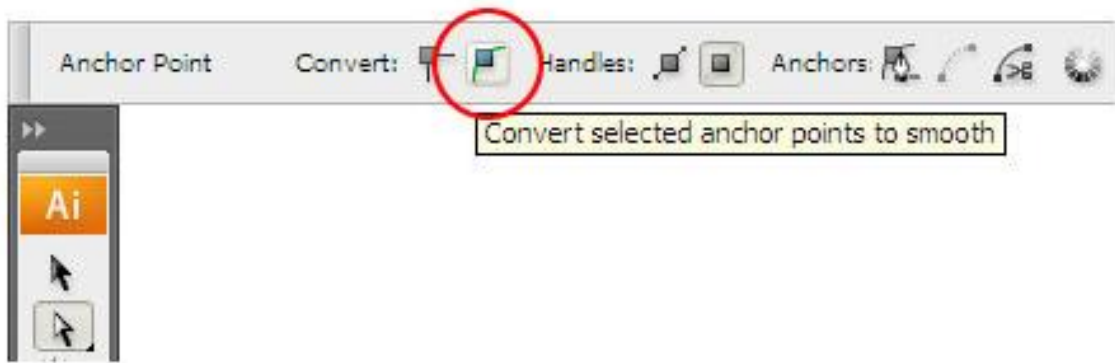 Anchor Point Convert: Handles: Anchors:
Convert selected anchor points to smooth
Ai